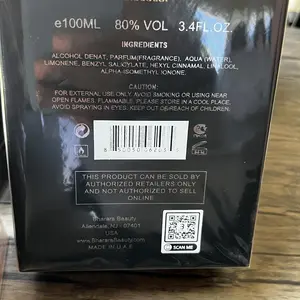 e100ML 80% VOL 3.4FL.OZ.
INGREDIENTS
ALCOHOL DENAT, PARFUM(FRAGRANCE), AQUA (WATER),
LIMONENE, BENZYL SALICYLATE, HEXYL CINNAMAL, LINALOOL,
ALPHA-ISOMETHYL IONONE.
CAUTION:
FOR EXTERNAL USE ONLY. AVOID SMOKING OR USING NEAR
OPEN FLAMES, FLAMMABLE. PLEASE STORE IN A COOL PLACE.
AVOID SPRAYING IN EYES. KEEP OUT OF REACH OF CHILDREN.
THIS PRODUCT CAN BE SOLD BY
AUTHORIZED RETAILERS ONLY
AND NOT AUTHORIZED TO SELL
ONLINE
Sharara Beauty
Allendale, NJ - 07401
USA
www.ShararaBeauty.com
MADE IN U.A.E
SCAN ME